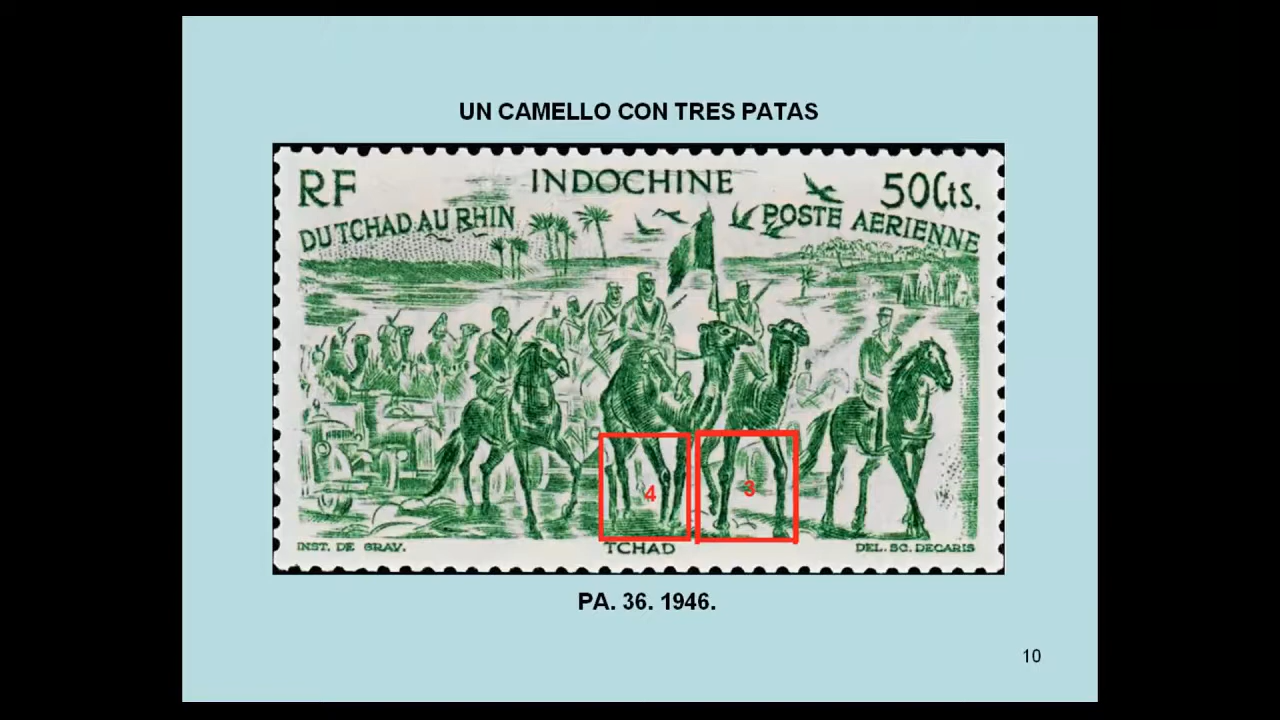 UN CAMELLO CON TRES PATAS
RF
INDOCHINE
50Cts.
DU TCHAD AU RHIN
POSTE AERIENNE
4
3
INST. DE GRAV.
TCHAD
DEL. SC. DECARIS
PA. 36. 1946.
10